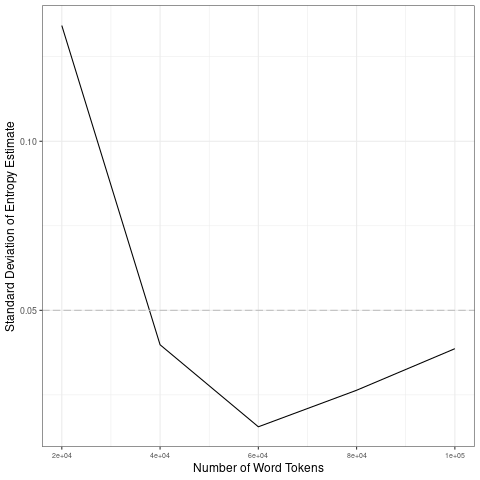 Standard Deviation of Entropy Estimate
0.10
0.05
2e+04 4e+04 6e+04 8e+04 1e+05
Number of Word Tokens